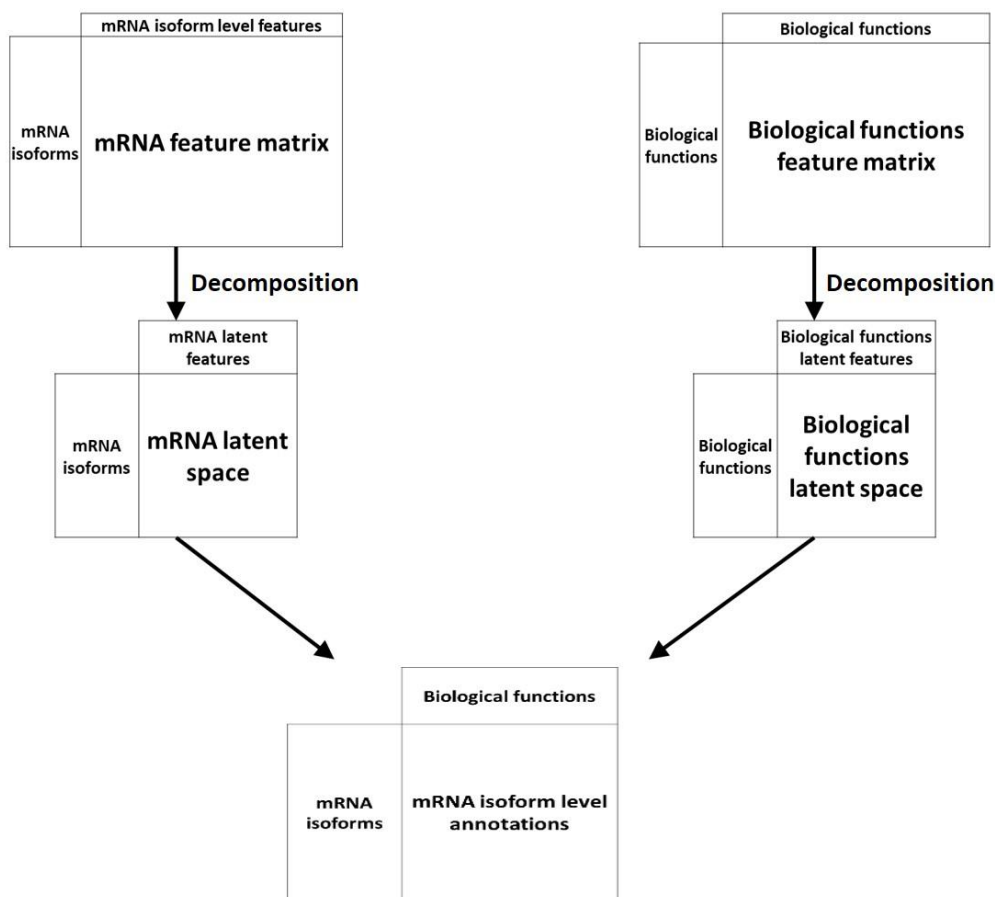 mRNA isoform level features
mRNA
isoforms
mRNA feature matrix
Biological functions
Biological
functions
Biological functions
feature matrix
Decomposition
Decomposition
mRNA latent
features
mRNA
isoforms
mRNA latent
space
Biological functions
latent features
Biological
functions
Biological
functions
latent space
Biological functions
mRNA
isoforms
mRNA isoform level
annotations